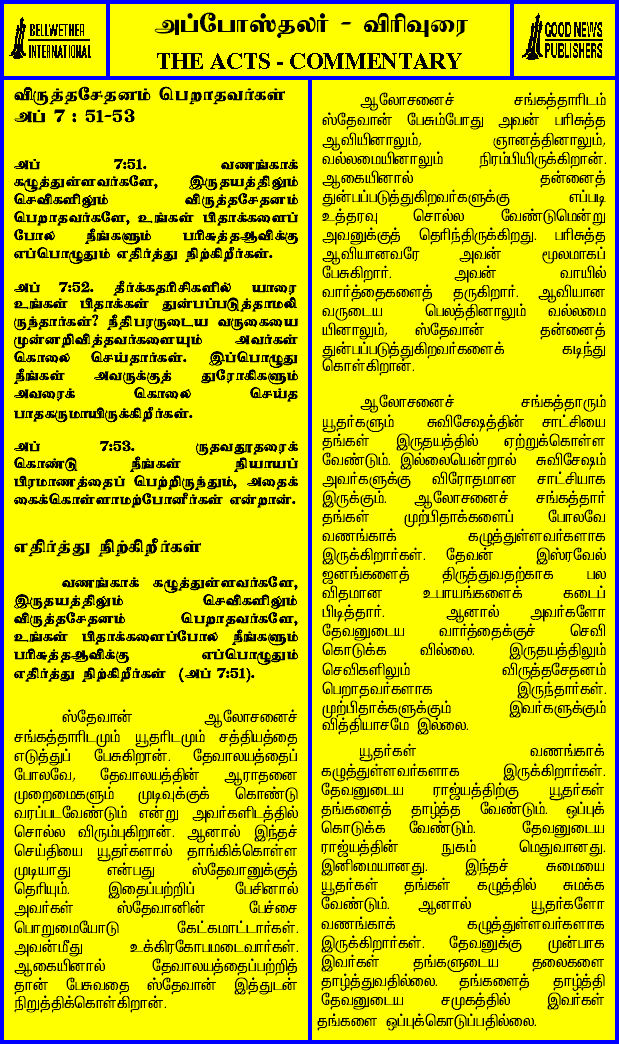 BELLWETHER
INTERNATIONAL
அப்போஸ்தலர் - விரிவுரை
THE ACTS - COMMENTARY
GOOD NEWS
PUBLISHERS
விருத்தசேதனம் பெறாதவர்கள்
அப் 7 : 51-53
அப் 7:51. வணங்காக்
கழுத்துள்ளவர்களே, இருதயத்திலும்
செவிகளிலும் விருத்தசேதனம்
பெறாதவர்களே, உங்கள் பிதாக்களைப்
போல நீங்களும் பரிசுத்தஆவிக்கு
எப்பொழுதும் எதிர்த்து நிற்கிறீர்கள்.
அப் 7:52. தீர்க்கதரிசிகளில் யாரை
உங்கள் பிதாக்கள் துன்பப்படுத்தாமலி
ருந்தார்கள்? நீதிபரருடைய வருகையை
முன்னறிவித்தவர்களையும் அவர்கள்
கொலை செய்தார்கள். இப்பொழுது
நீங்கள் அவருக்குத் துரோகிகளும்
அவரைக் கொலை செய்த
பாதகருமாயிருக்கிறீர்கள்.
அப் 7:53. ருதவதூதரைக்
கொண்டு நீங்கள் நியாயப்
பிரமாணத்தைப் பெற்றிருந்தும், அதைக்
கைக்கொள்ளாமற்போனீர்கள் என்றான்.
எதிர்த்து நிற்கிறீர்கள்
வணங்காக் கழுத்துள்ளவர்களே,
இருதயத்திலும் செவிகளிலும்
விருத்தசேதனம் பெறாதவர்களே,
உங்கள் பிதாக்களைப்போல நீங்களும்
பரிசுத்தஆவிக்கு எப்பொழுதும்
எதிர்த்து நிற்கிறீர்கள் (அப் 7:51).
ஸ்தேவான் ஆலோசனைச்
சங்கத்தாரிடமும் யூதரிடமும் சத்தியத்தை
எடுத்துப் பேசுகிறான். தேவாலயத்தைப்
போலவே, தேவாலயத்தின் ஆராதனை
முறைமைகளும் முடிவுக்குக் கொண்டு
வரப்படவேண்டும் என்று அவர்களிடத்தில்
சொல்ல விரும்புகிறான். ஆனால் இந்தச்
செய்தியை யூதர்களால் தாங்கிக்கொள்ள
முடியாது என்பது ஸ்தேவானுக்குத்
தெரியும். இதைப்பற்றிப் பேசினால்
அவர்கள் ஸ்தேவானின் பேச்சை
பொறுமையோடு கேட்கமாட்டார்கள்.
அவன்மீது உக்கிரகோபமடைவார்கள்.
ஆகையினால் தேவாலயத்தைப்பற்றித்
தான் பேசுவதை ஸ்தேவான் இத்துடன்
நிறுத்திக்கொள்கிறான்.
ஆலோசனைச் சங்கத்தாரிடம்
ஸ்தேவான் பேசும்போது அவன் பரிசுத்த
ஆவியினாலும், ஞானத்தினாலும்,
வல்லமையினாலும் நிரம்பியிருக்கிறான்.
ஆகையினால் தன்னைத்
துன்பப்படுத்துகிறவர்களுக்கு எப்படி
உத்தரவு சொல்ல வேண்டுமென்று
அவனுக்குத் தெரிந்திருக்கிறது. பரிசுத்த
ஆவியானவரே அவன் மூலமாகப்
பேசுகிறார். அவன் வாயில்
வார்த்தைகளைத் தருகிறார். ஆவியான
வருடைய பெலத்தினாலும் வல்லமை
யினாலும், ஸ்தேவான் தன்னைத்
துன்பப்படுத்துகிறவர்களைக் கடிந்து
கொள்கிறான்.
ஆலோசனைச் சங்கத்தாரும்
யூதர்களும் சுவிசேஷத்தின் சாட்சியை
தங்கள் இருதயத்தில் ஏற்றுக்கொள்ள
வேண்டும். இல்லையென்றால் சுவிசேஷம்
அவர்களுக்கு விரோதமான சாட்சியாக
இருக்கும். ஆலோசனைச் சங்கத்தார்
தங்கள் முற்பிதாக்களைப் போலவே
வணங்காக் கழுத்துள்ளவர்களாக
இருக்கிறார்கள். தேவன் இஸ்ரவேல்
ஜனங்களைத் திருத்துவதற்காக பல
விதமான உபாயங்களைக் கடைப்
பிடித்தார். ஆனால் அவர்களோ
தேவனுடைய வார்த்தைக்குச் செவி
கொடுக்க வில்லை. இருதயத்திலும்
செவிகளிலும் விருத்தசேதனம்
பெறாதவர்களாக இருந்தார்கள்.
முற்பிதாக்களுக்கும் இவர்களுக்கும்
வித்தியாசமே இல்லை.
யூதர்கள் வணங்காக்
கழுத்துள்ளவர்களாக இருக்கிறார்கள்.
தேவனுடைய ராஜ்யத்திற்கு யூதர்கள்
தங்களைத் தாழ்த்த வேண்டும். ஒப்புக்
கொடுக்க வேண்டும். தேவனுடைய
ராஜ்யத்தின் நுகம் மெதுவானது.
இனிமையானது. இந்தச் சுமையை
யூதர்கள் தங்கள் கழுத்தில் சுமக்க
வேண்டும். ஆனால் யூதர்களோ
வணங்காக் கழுத்துள்ளவர்களாக
இருக்கிறார்கள். தேவனுக்கு முன்பாக
இவர்கள் தங்களுடைய தலைகளை
தாழ்த்துவதில்லை. தங்களைத் தாழ்த்தி
தேவனுடைய சமுகத்தில் இவர்கள்
தங்களை ஒப்புக்கொடுப்பதில்லை.